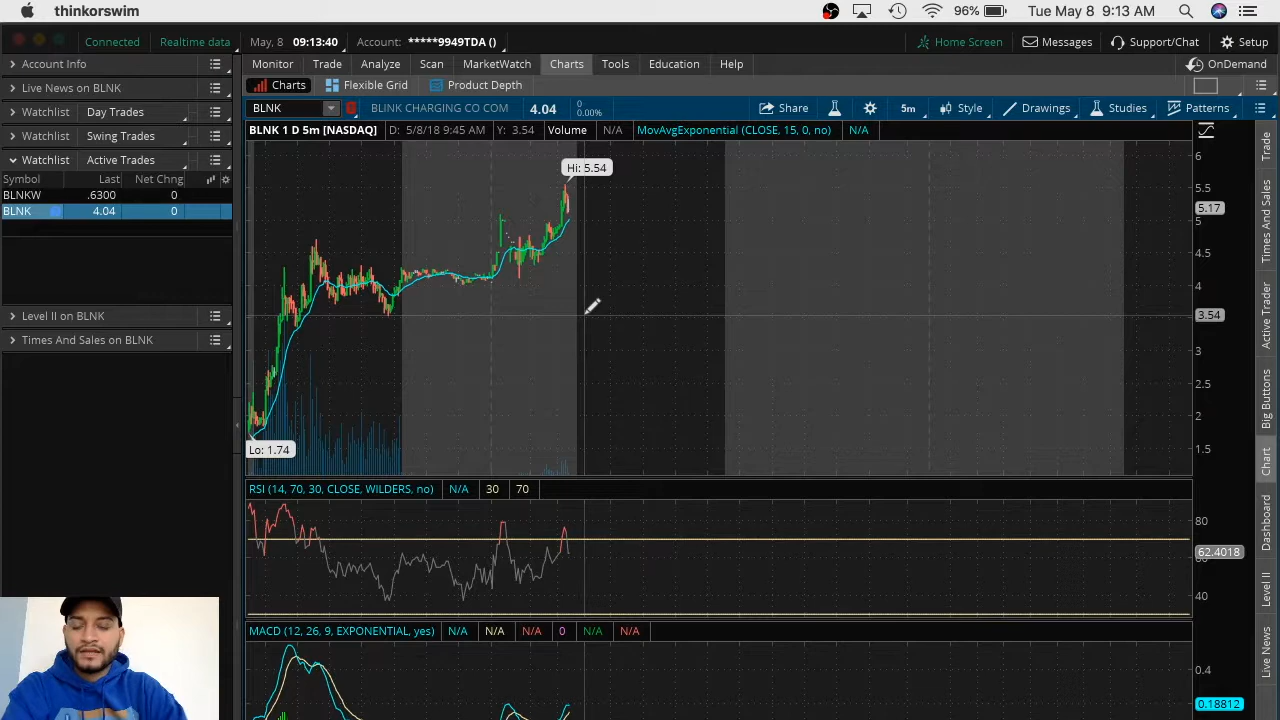 thinkorswim 96% Tue May 8 9:13 AM
Connected Realtime data May, 8 09:13:40 Account: *****9949TDA () Home Screen Messages Support/Chat Setup
Account Info
Monitor Trade Analyze Scan MarketWatch Charts Tools Education Help OnDemand
Live News on BLNK
Charts Flexible Grid Product Depth
Watchlist Day Trades
BLNK BLINK CHARGING CO COM 4.04 0 0.00% Share 5m Style Drawings Studies Patterns
Watchlist Swing Trades
BLNK 1 D 5m [NASDAQ] D: 5/8/18 9:45 AM Y: 3.54 Volume N/A MovAvgExponential (CLOSE, 15, 0, no) N/A
Watchlist Active Trades
Symbol Last Net Chng
BLNKW .6300 0
BLNK 4.04 0
Level II on BLNK
Times And Sales on BLNK
Hi: 5.54
Lo: 1.74
6
5.5
5.17
5
4.5
4
3.54
3
2.5
2
1.5
RSI (14, 70, 30, CLOSE, WILDERS, no) N/A 30 70
80
62.4018
60
40
MACD (12, 26, 9, EXPONENTIAL, yes) N/A N/A N/A 0 N/A N/A
0.4
0.18812
Trade
Times And Sales
Active Trader
Big Buttons
Chart
Dashboard
Level II
Live News